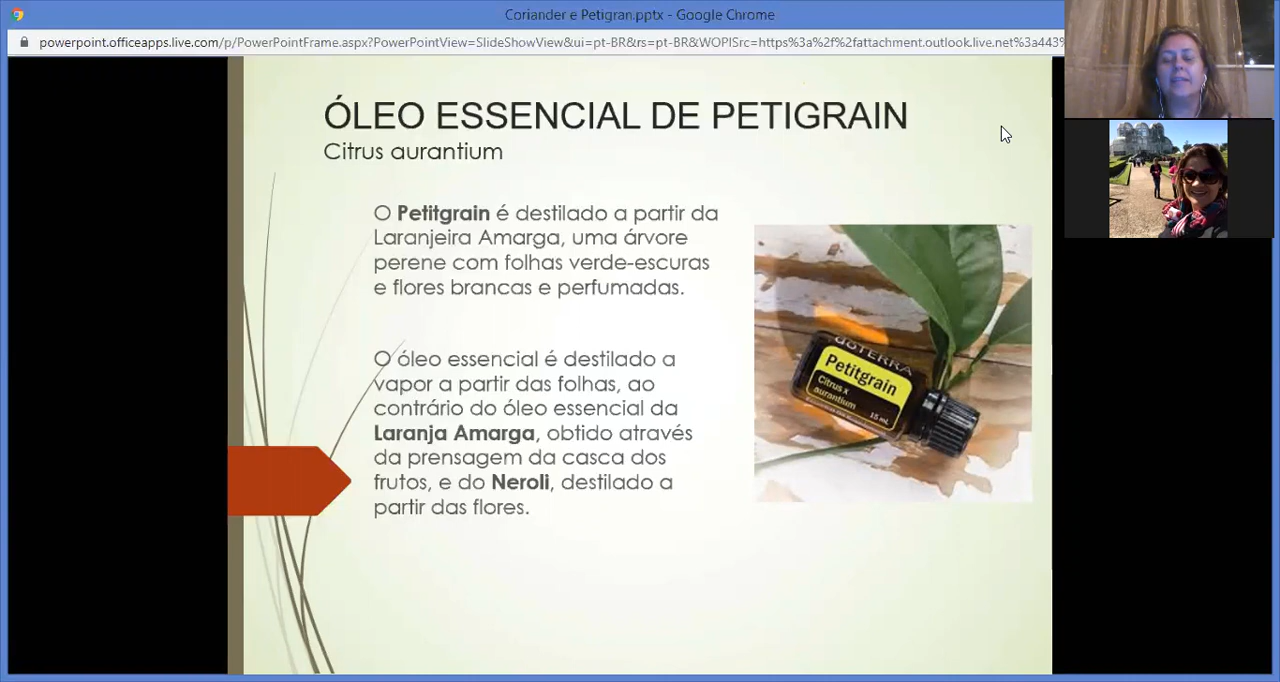 Coriander e Petigran.pptx - Google Chrome
powerpoint.officeapps.live.com/p/PowerPointFrame.aspx?PowerPointView=SlideShowView&ui=pt-BR&rs=pt-BR&WOPISrc=https%3a%2f%2fattachment.outlook.live.net%3a443%
ÓLEO ESSENCIAL DE PETIGRAIN
Citrus aurantium
O Petitgrain é destilado a partir da
Laranjeira Amarga, uma árvore
perene com folhas verde-escuras
e flores brancas e perfumadas.
O óleo essencial é destilado a
vapor a partir das folhas, ao
contrário do óleo essencial da
Laranja Amarga, obtido através
da prensagem da casca dos
frutos, e do Neroli, destilado a
partir das flores.
doTERRA
Petitgrain
Citrus x
aurantium
15 mL